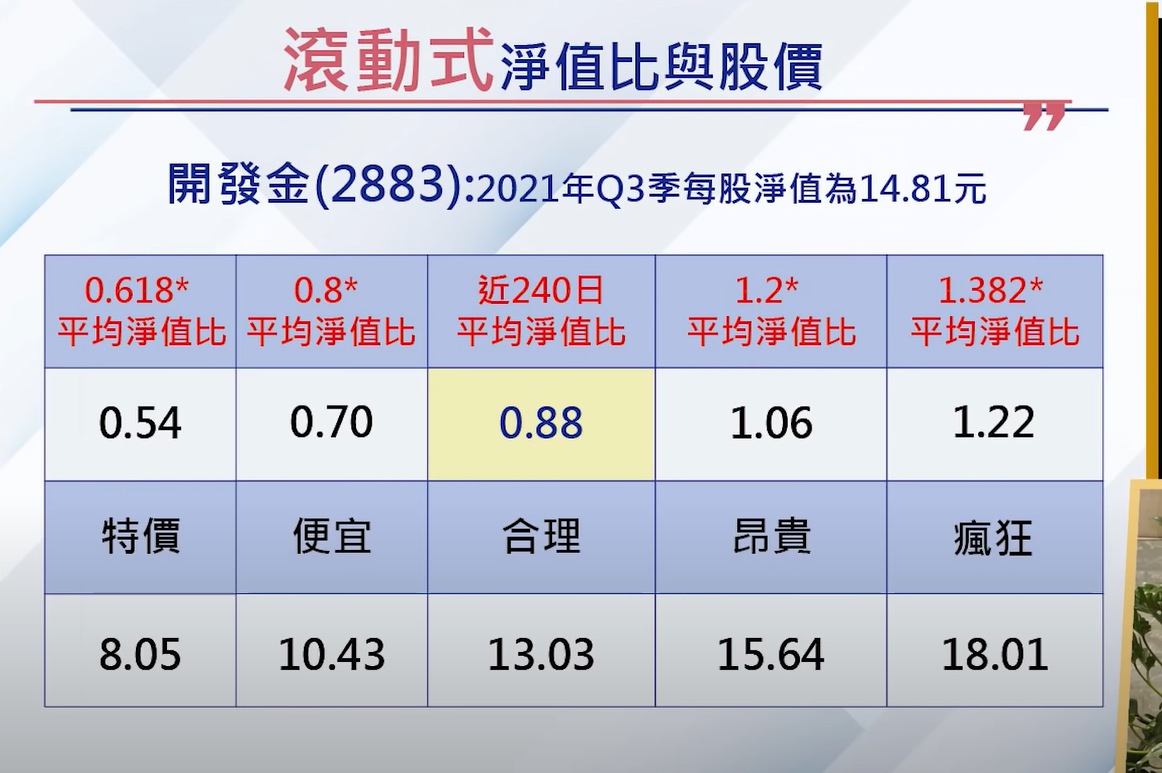 滾動式淨值比與股價
”
開發金(2883):2021年Q3季每股淨值為14.81元
0.618* 0.8* 近240日 1.2* 1.382*
平均淨值比 平均淨值比 平均淨值比 平均淨值比 平均淨值比
0.54 0.70 0.88 1.06 1.22
特價 便宜 合理 昂貴 瘋狂
8.05 10.43 13.03 15.64 18.01